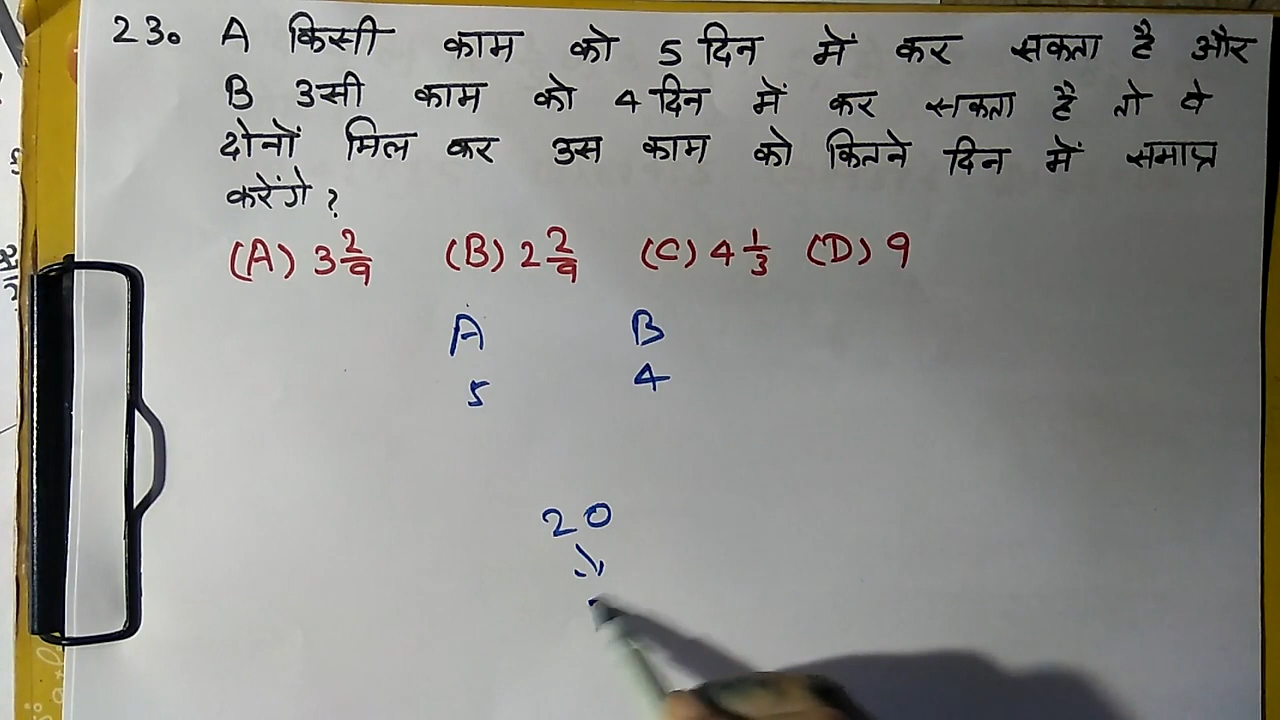 23. A किसी काम को 5 दिन में कर सकता है और
B उसी काम को 4 दिन में कर सकता है तो वे
दोनों मिल कर उस काम को कितने दिन में समाप्त
करेंगे ?
(A) 3 2/9 (B) 2 2/9 (C) 4 1/3 (D) 9
A B
5 4
20